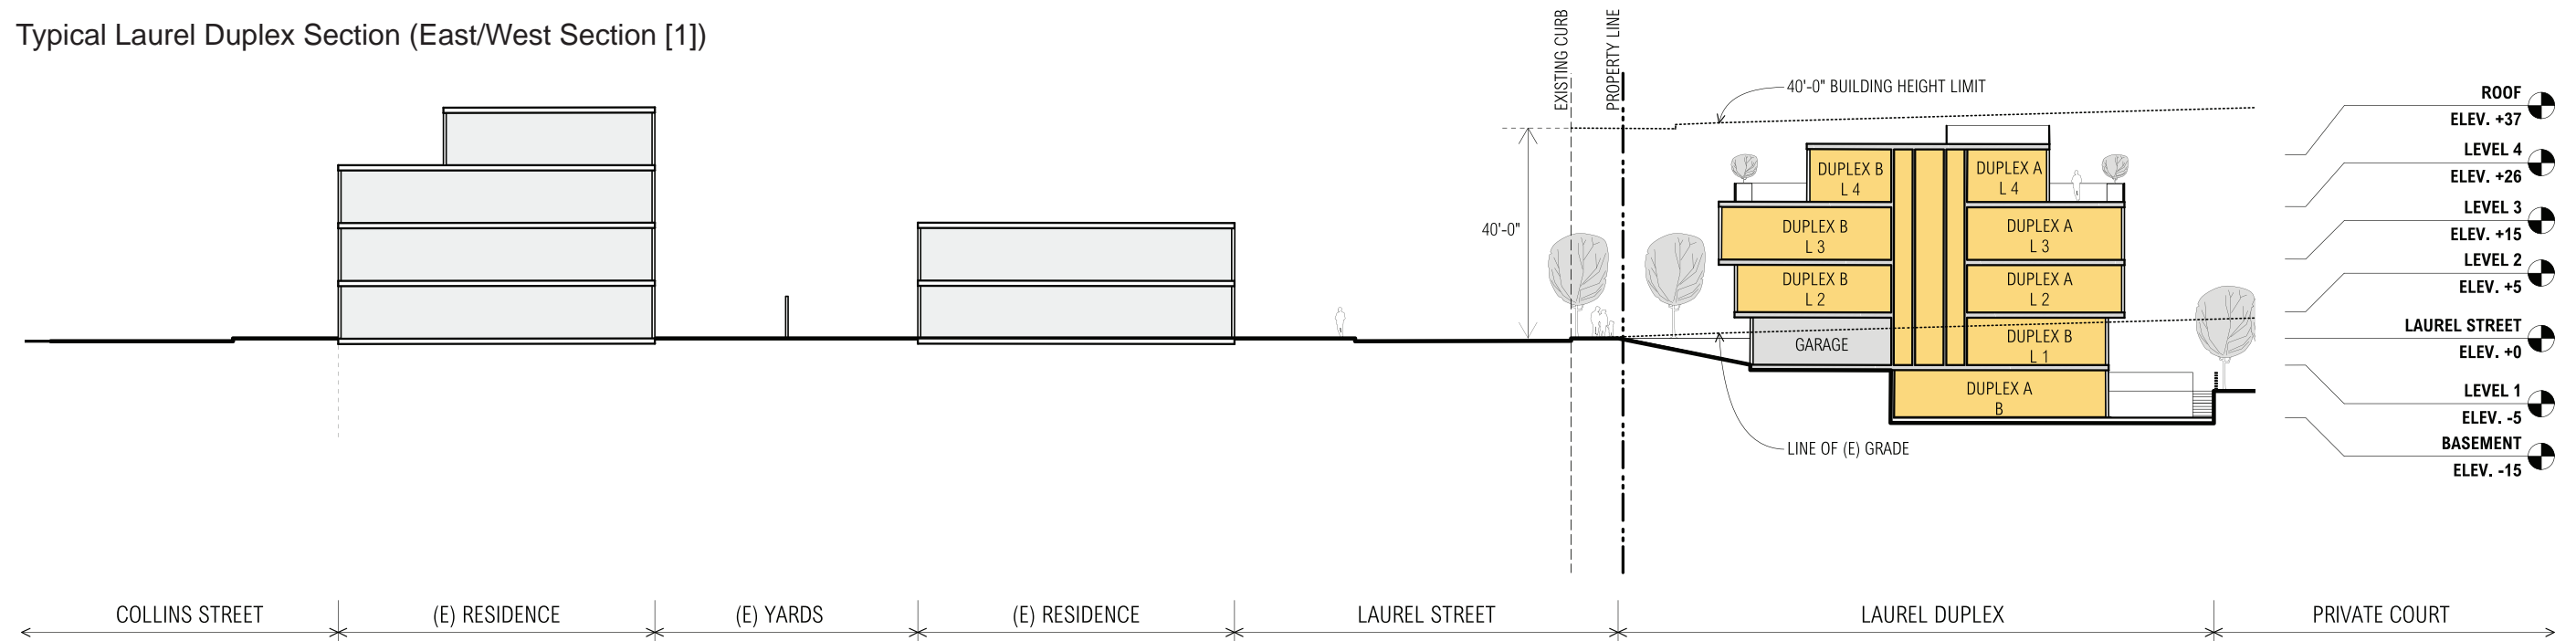 Typical Laurel Duplex Section (East/West Section [1])
EXISTING CURB
PROPERTY LINE
40'-0" BUILDING HEIGHT LIMIT
40'-0"
DUPLEX B
L 4
DUPLEX A
L 4
DUPLEX B
L 3
DUPLEX A
L 3
DUPLEX B
L 2
DUPLEX A
L 2
GARAGE
DUPLEX B
L 1
DUPLEX A
B
LINE OF (E) GRADE
ROOF
ELEV. +37
LEVEL 4
ELEV. +26
LEVEL 3
ELEV. +15
LEVEL 2
ELEV. +5
LAUREL STREET
ELEV. +0
LEVEL 1
ELEV. -5
BASEMENT
ELEV. -15
COLLINS STREET
(E) RESIDENCE
(E) YARDS
(E) RESIDENCE
LAUREL STREET
LAUREL DUPLEX
PRIVATE COURT